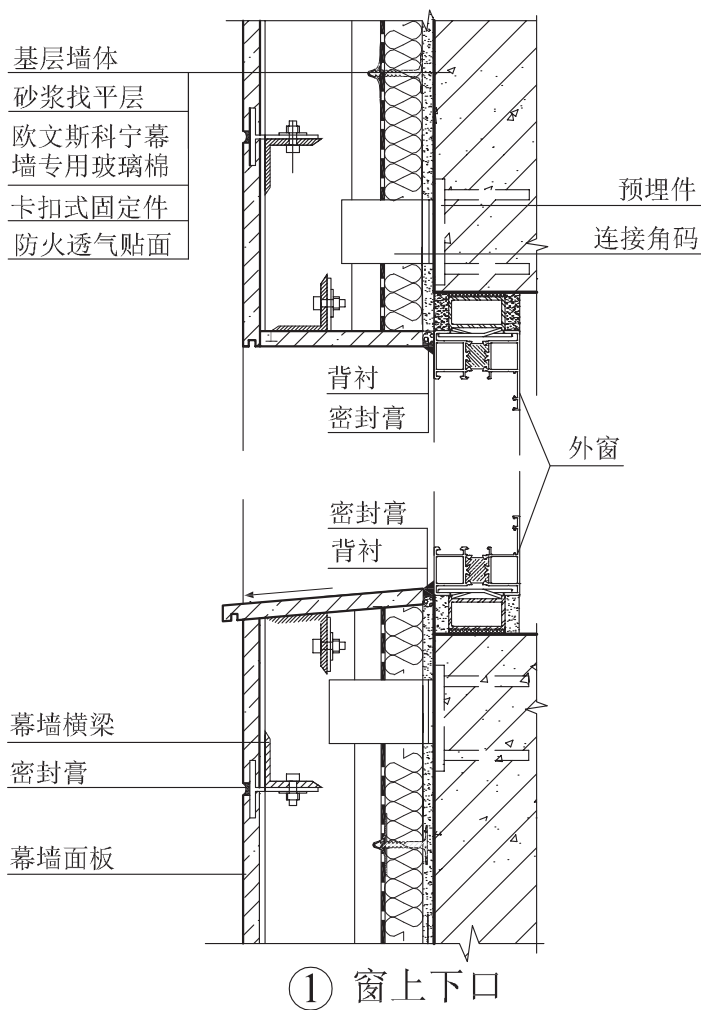 基层墙体
砂浆找平层
欧文斯科宁幕
墙专用玻璃棉
卡扣式固定件
防火透气贴面
预埋件
连接角码
背衬
密封膏
外窗
密封膏
背衬
幕墙横梁
密封膏
幕墙面板
① 窗上下口